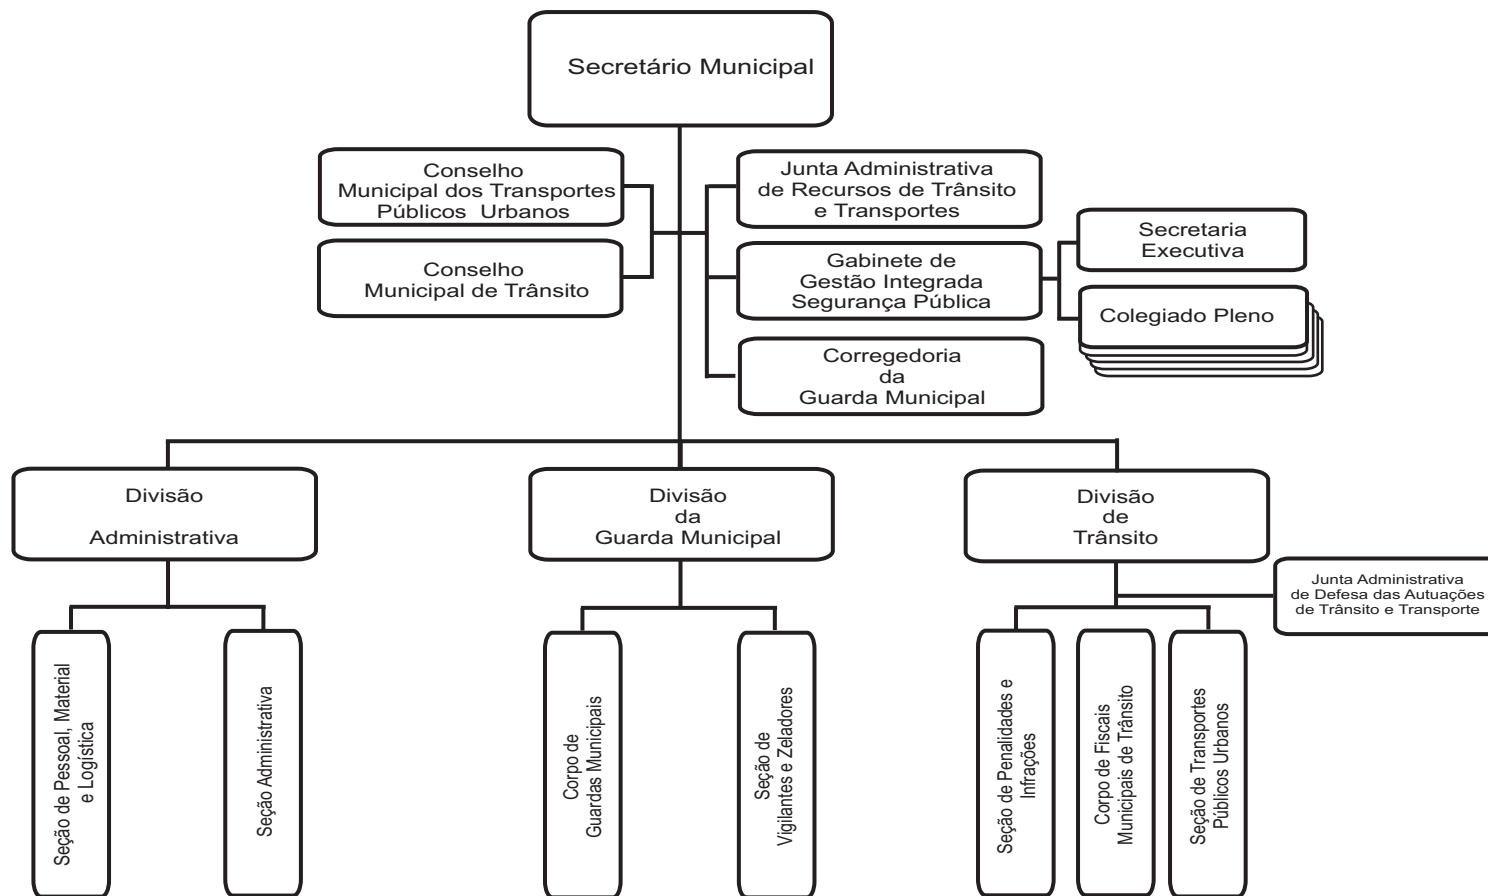 Secretário Municipal
Conselho
Municipal dos Transportes
Públicos Urbanos
Junta Administrativa
de Recursos de Trânsito
e Transportes
Secretaria
Executiva
Conselho
Municipal de Trânsito
Gabinete de
Gestão Integrada
Segurança Pública
Colegiado Pleno
Corregedoria
da
Guarda Municipal
Divisão
Administrativa
Divisão
da
Guarda Municipal
Divisão
de
Trânsito
Junta Administrativa
de Defesa das Autuações
de Trânsito e Transporte
Seção de Pessoal, Material
e Logística
Seção Administrativa
Corpo de
Guardas Municipais
Seção de
Vigilantes e Zeladores
Seção de Penalidades e
Infrações
Corpo de Fiscais
Municipais de Trânsito
Seção de Transportes
Públicos Urbanos